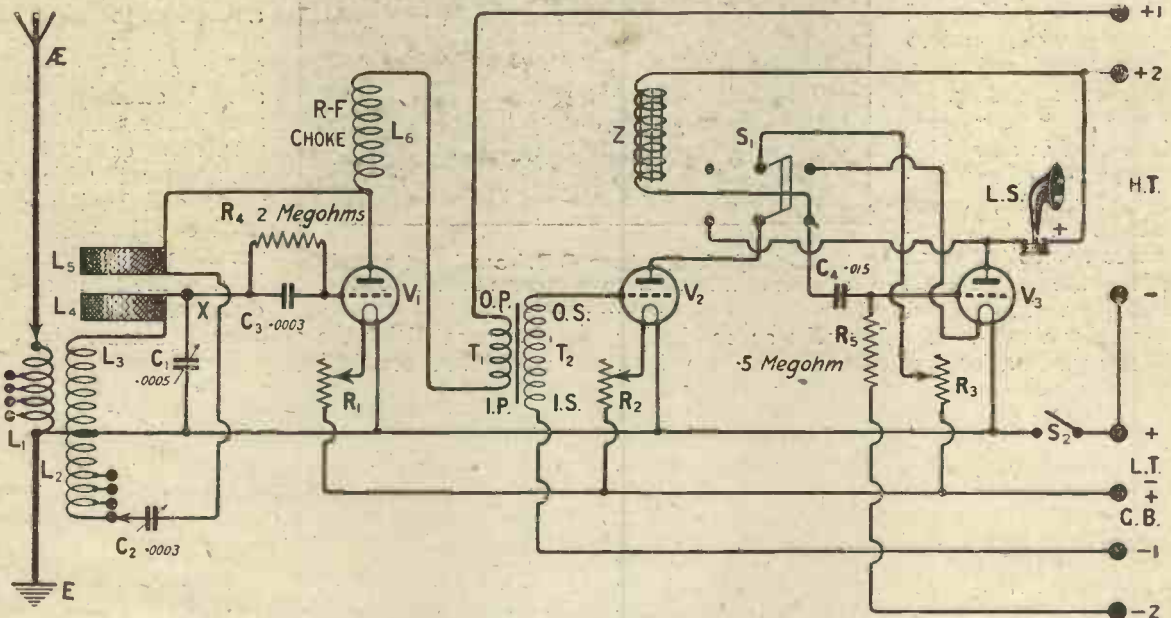 Æ
+1
+2
R-F
CHOKE
L6
Z
S1
H.T.
L.S.
+
R4 2 Megohms
L5
L4
X
C3 .0003
V1
O.P.
T1
I.P.
O.S.
T2
I.S.
V2
C4 .015
V3
-
L3
C1
.0005
R1
R2
R5
.5 Megohm
R3
L1
L2
S2
+
L.T.
-
+
G.B.
C2 .0003
-1
E
-2